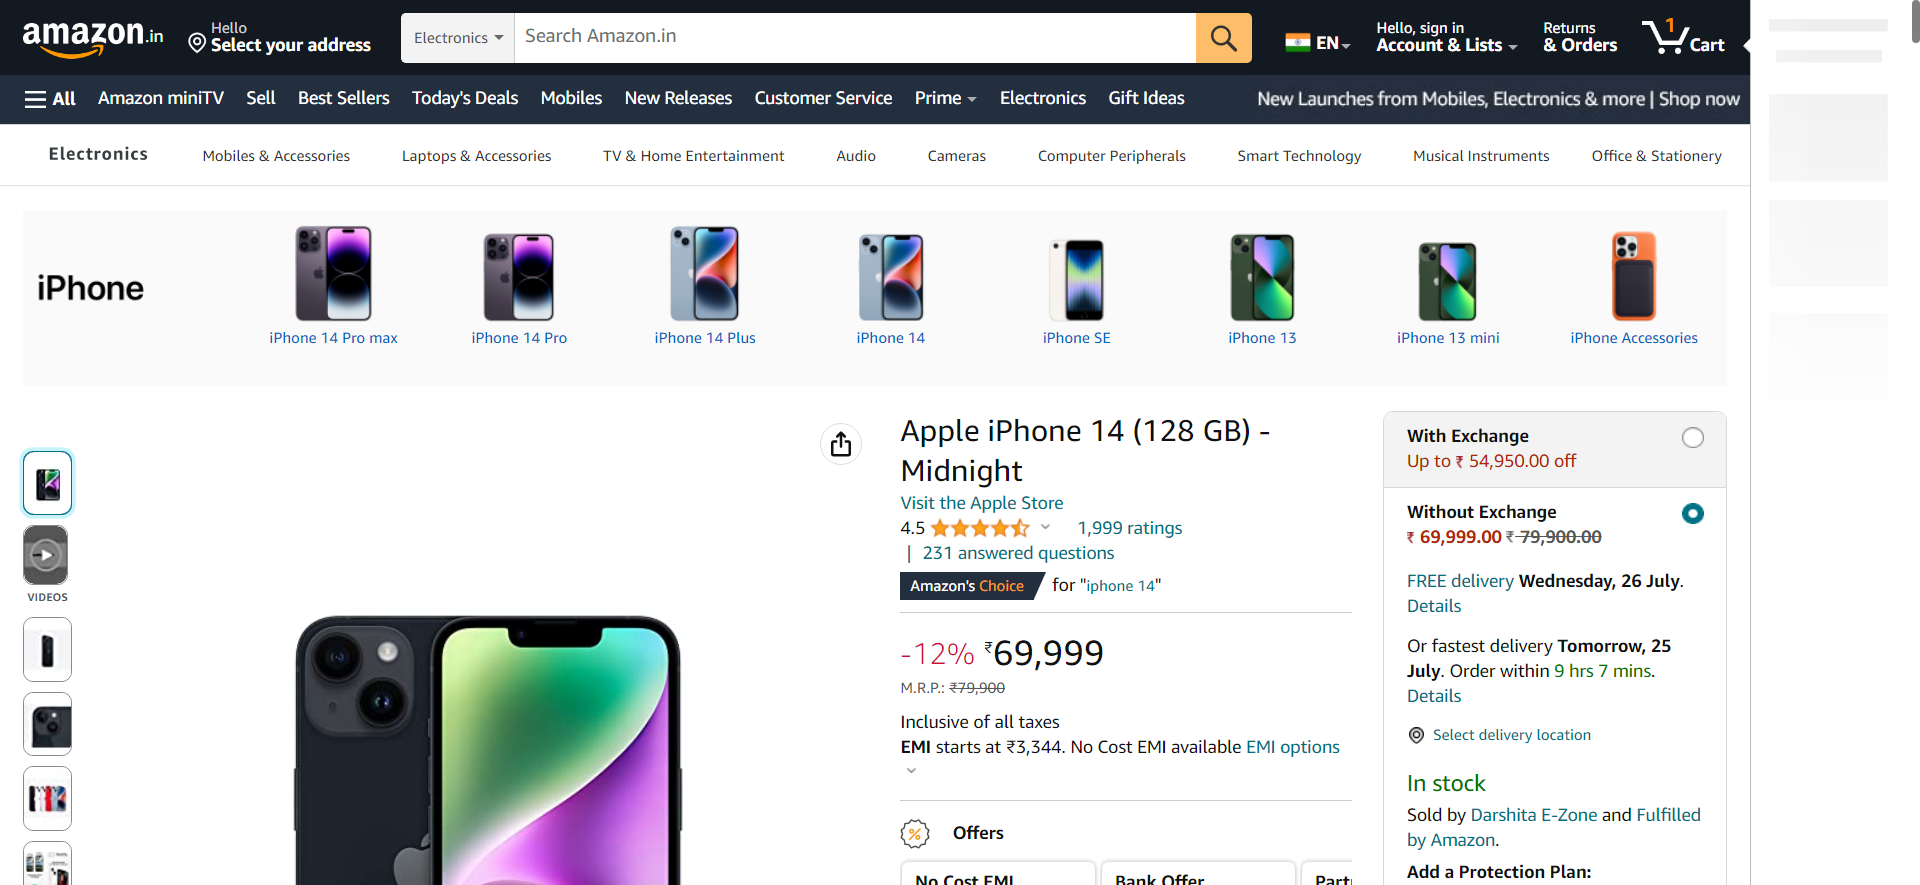 amazon.in
Hello
Select your address
Electronics
Search Amazon.in
EN
Hello, sign in
Account & Lists
Returns
& Orders
1
Cart
All
Amazon miniTV
Sell
Best Sellers
Today's Deals
Mobiles
New Releases
Customer Service
Prime
Electronics
Gift Ideas
New Launches from Mobiles, Electronics & more | Shop now
Electronics
Mobiles & Accessories
Laptops & Accessories
TV & Home Entertainment
Audio
Cameras
Computer Peripherals
Smart Technology
Musical Instruments
Office & Stationery
iPhone
iPhone 14 Pro max
iPhone 14 Pro
iPhone 14 Plus
iPhone 14
iPhone SE
iPhone 13
iPhone 13 mini
iPhone Accessories
VIDEOS
Apple iPhone 14 (128 GB) -
Midnight
Visit the Apple Store
4.5
1,999 ratings
| 231 answered questions
Amazon's Choice for "iphone 14"
-12% ₹69,999
M.R.P.: ₹79,900
Inclusive of all taxes
EMI starts at ₹3,344. No Cost EMI available EMI options
Offers
No Cost EMI
Bank Offer
With Exchange
Up to ₹ 54,950.00 off
Without Exchange
₹ 69,999.00 ₹ 79,900.00
FREE delivery Wednesday, 26 July.
Details
Or fastest delivery Tomorrow, 25
July. Order within 9 hrs 7 mins.
Details
Select delivery location
In stock
Sold by Darshita E-Zone and Fulfilled
by Amazon.
Add a Protection Plan: